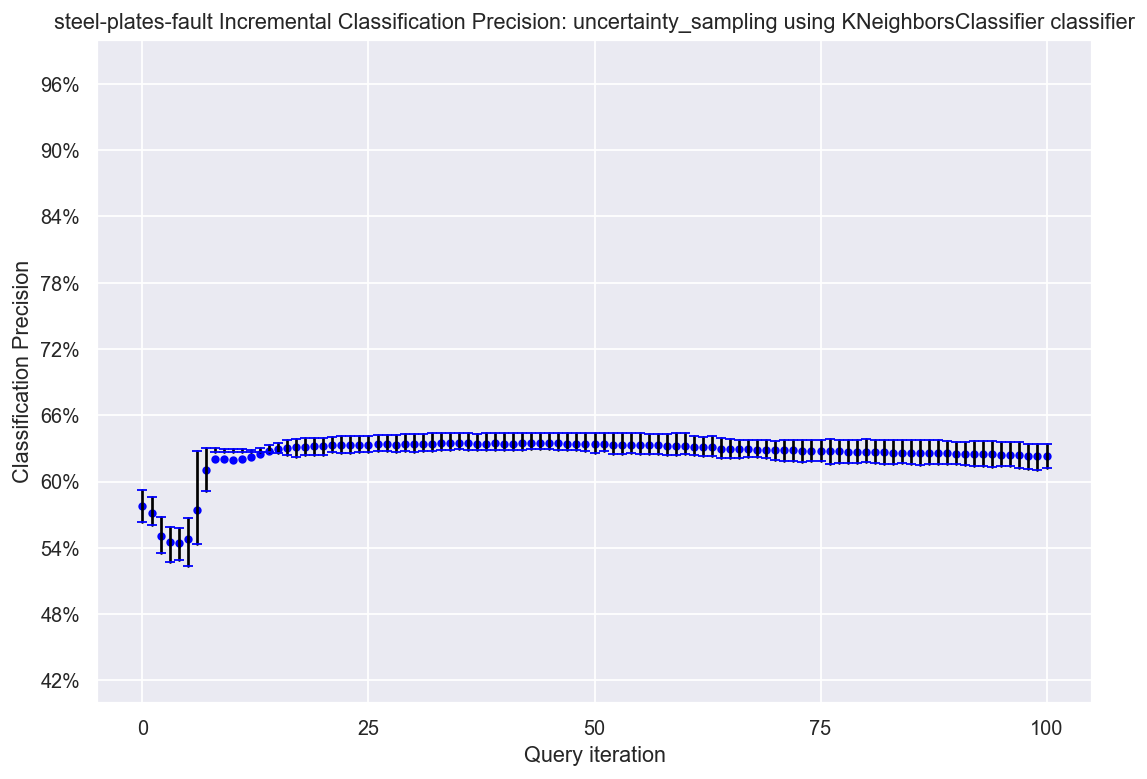 steel-plates-fault Incremental Classification Precision: uncertainty_sampling using KNeighborsClassifier classifier
96%
90%
84%
78%
72%
66%
60%
54%
48%
42%
Classification Precision
0 25 50 75 100
Query iteration